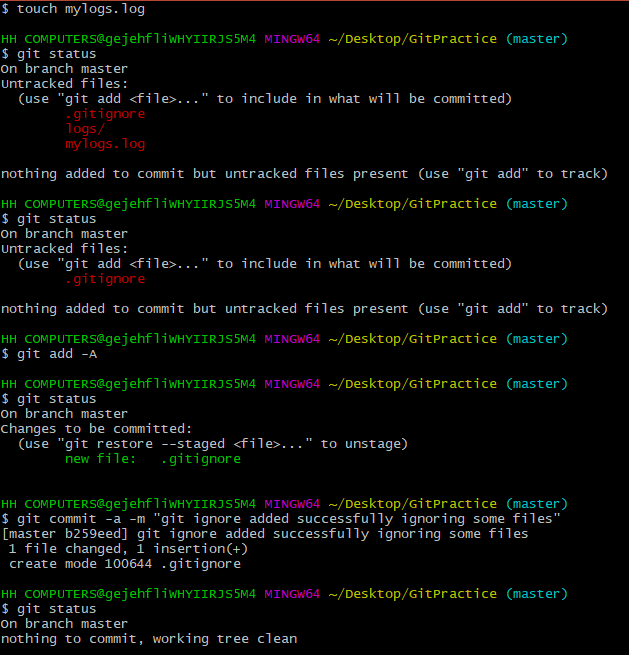 $ touch mylogs.log
HH COMPUTERS@gejehfliWHYIIRJS5M4 MINGW64 ~/Desktop/GitPractice (master)
$ git status
On branch master
Untracked files:
  (use "git add <file>..." to include in what will be committed)
        .gitignore
        logs/
        mylogs.log
nothing added to commit but untracked files present (use "git add" to track)
HH COMPUTERS@gejehfliWHYIIRJS5M4 MINGW64 ~/Desktop/GitPractice (master)
$ git status
On branch master
Untracked files:
  (use "git add <file>..." to include in what will be committed)
        .gitignore
nothing added to commit but untracked files present (use "git add" to track)
HH COMPUTERS@gejehfliWHYIIRJS5M4 MINGW64 ~/Desktop/GitPractice (master)
$ git add -A
HH COMPUTERS@gejehfliWHYIIRJS5M4 MINGW64 ~/Desktop/GitPractice (master)
$ git status
On branch master
Changes to be committed:
  (use "git restore --staged <file>..." to unstage)
        new file:   .gitignore
HH COMPUTERS@gejehfliWHYIIRJS5M4 MINGW64 ~/Desktop/GitPractice (master)
$ git commit -a -m "git ignore added successfully ignoring some files"
[master b259eed] git ignore added successfully ignoring some files
 1 file changed, 1 insertion(+)
 create mode 100644 .gitignore
HH COMPUTERS@gejehfliWHYIIRJS5M4 MINGW64 ~/Desktop/GitPractice (master)
$ git status
On branch master
nothing to commit, working tree clean